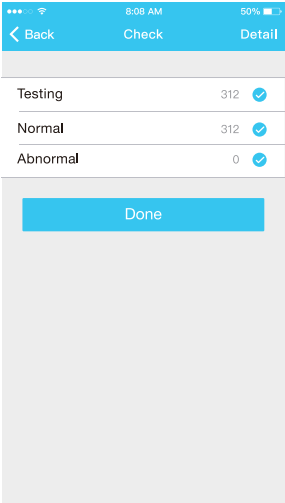 8:08 AM 50%
Back Check Detail
Testing 312
Normal 312
Abnormal 0
Done